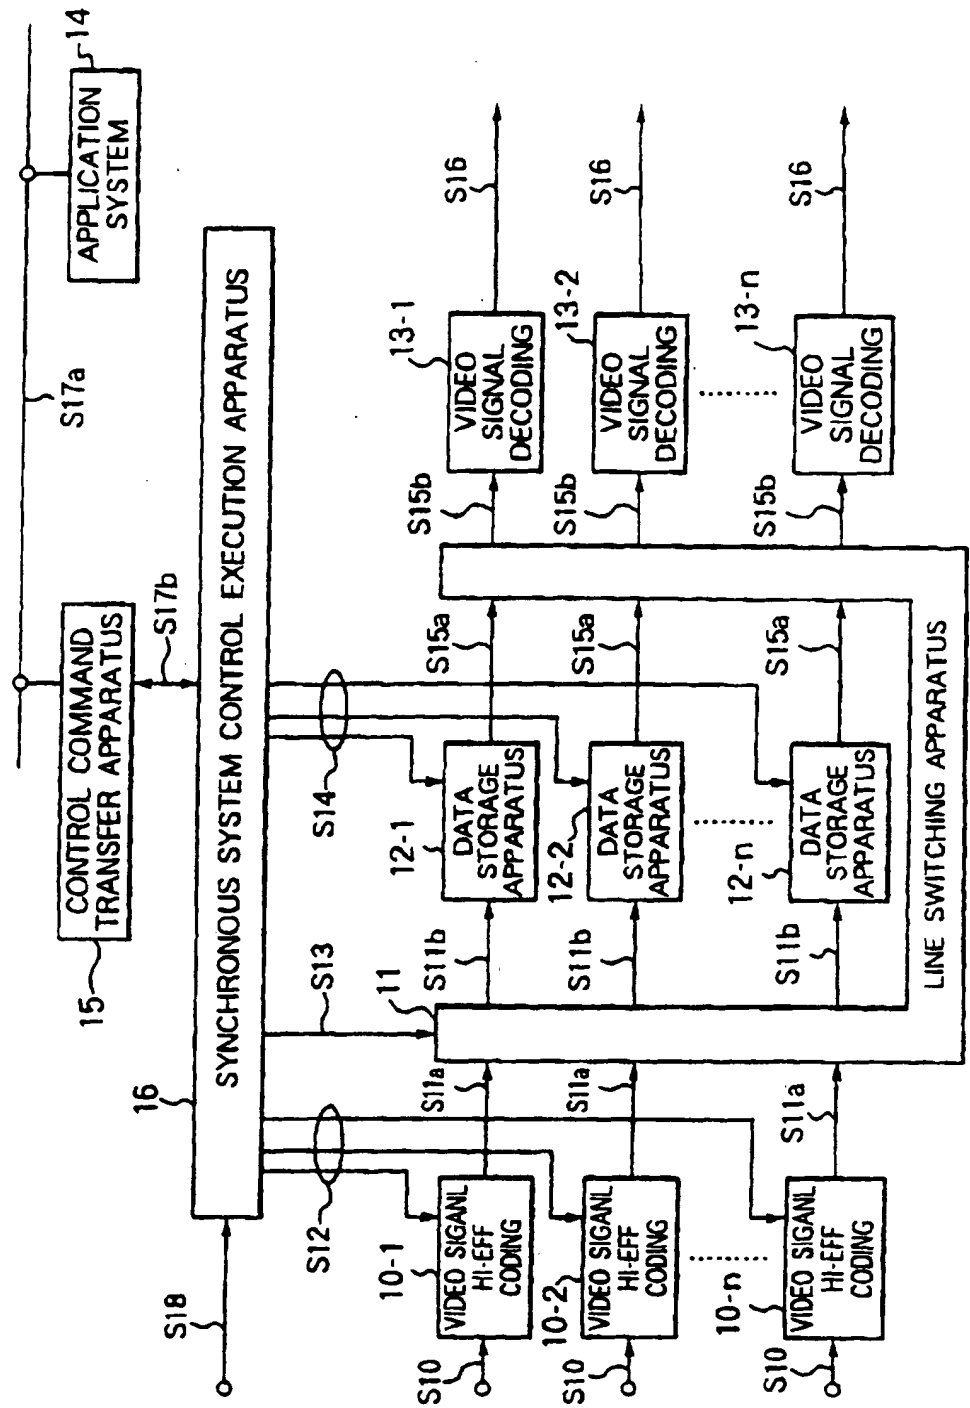 S17a
14
APPLICATION
SYSTEM
15
CONTROL COMMAND
TRANSFER APPARATUS
S17b
S18
16
SYNCHRONOUS SYSTEM CONTROL EXECUTION APPARATUS
S12
S13
S14
S10
10-1
VIDEO SIGANL
HI-EFF
CODING
S11a
11
S11b
12-1
DATA
STORAGE
APPARATUS
S15a
S15b
13-1
VIDEO
SIGNAL
DECODING
S16
S10
10-2
VIDEO SIGANL
HI-EFF
CODING
S11a
S11b
12-2
DATA
STORAGE
APPARATUS
S15a
S15b
13-2
VIDEO
SIGNAL
DECODING
S16
S10
10-n
VIDEO SIGANL
HI-EFF
CODING
S11a
S11b
12-n
DATA
STORAGE
APPARATUS
S15a
S15b
13-n
VIDEO
SIGNAL
DECODING
S16
LINE SWITCHING APPARATUS